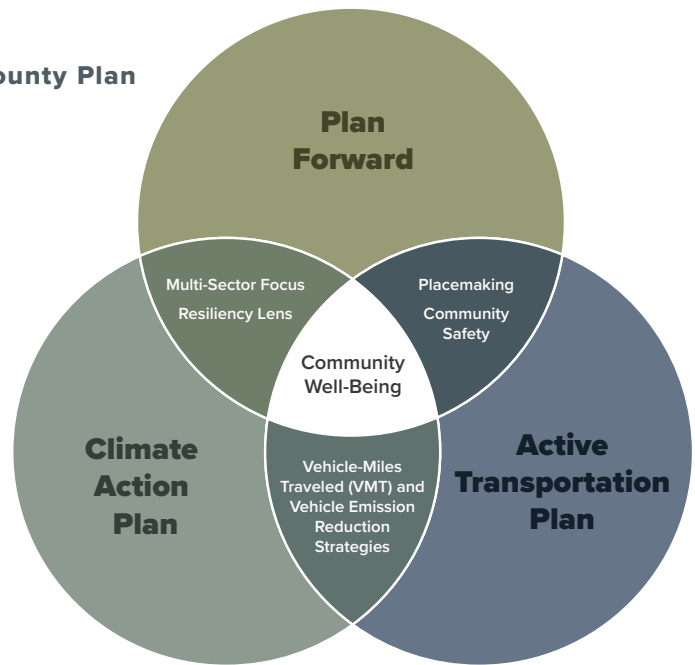 ounty Plan
Plan
Forward
Multi-Sector Focus
Resiliency Lens
Placemaking
Community
Safety
Community
Well-Being
Climate
Action
Plan
Vehicle-Miles
Traveled (VMT) and
Vehicle Emission
Reduction
Strategies
Active
Transportation
Plan